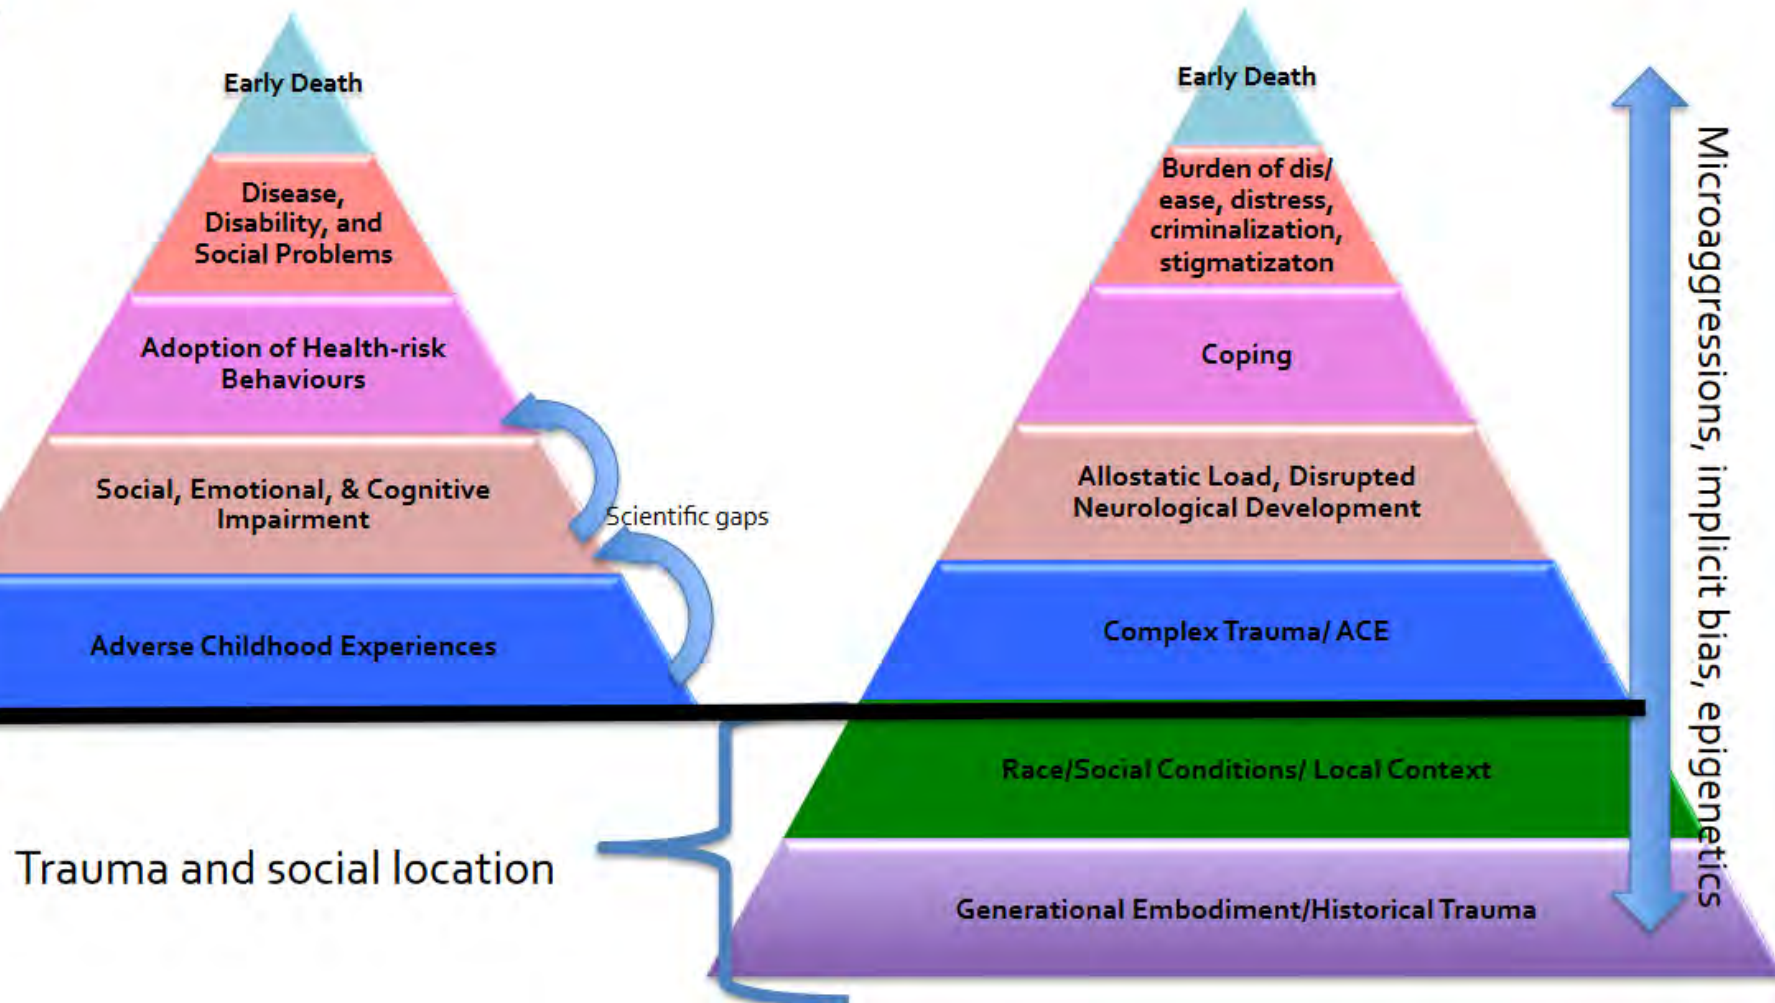 Early Death
Disease,
Disability, and
Social Problems
Adoption of Health-risk
Behaviours
Social, Emotional, & Cognitive
Impairment
Scientific gaps
Adverse Childhood Experiences
Trauma and social location
Early Death
Burden of dis/
ease, distress,
criminalization,
stigmatizaton
Coping
Allostatic Load, Disrupted
Neurological Development
Complex Trauma/ ACE
Race/Social Conditions/ Local Context
Generational Embodiment/Historical Trauma
Microaggressions, implicit bias, epigenetics